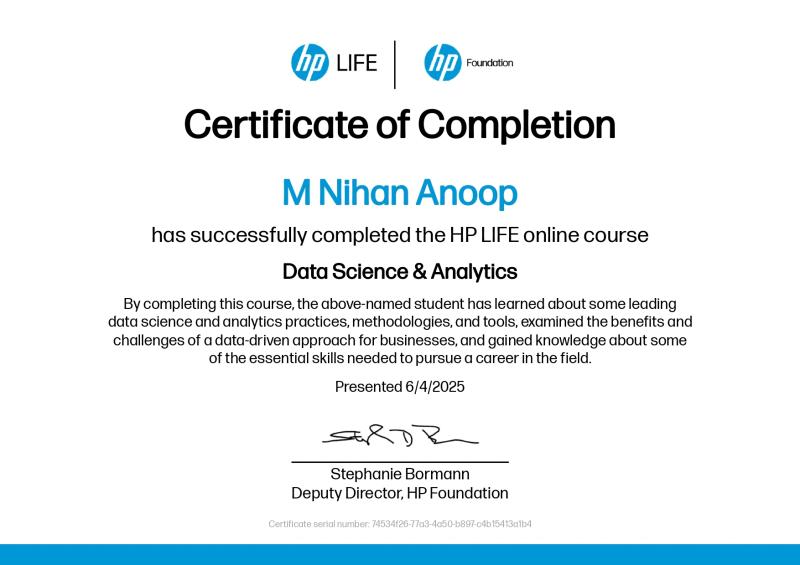 hp LIFE | hp Foundation
Certificate of Completion
M Nihan Anoop
has successfully completed the HP LIFE online course
Data Science & Analytics
By completing this course, the above-named student has learned about some leading
data science and analytics practices, methodologies, and tools, examined the benefits and
challenges of a data-driven approach for businesses, and gained knowledge about some
of the essential skills needed to pursue a career in the field.
Presented 6/4/2025
Stephanie Bormann
Deputy Director, HP Foundation
Certificate serial number: 74534f26-77a3-4a50-b897-c4b15413a1b4